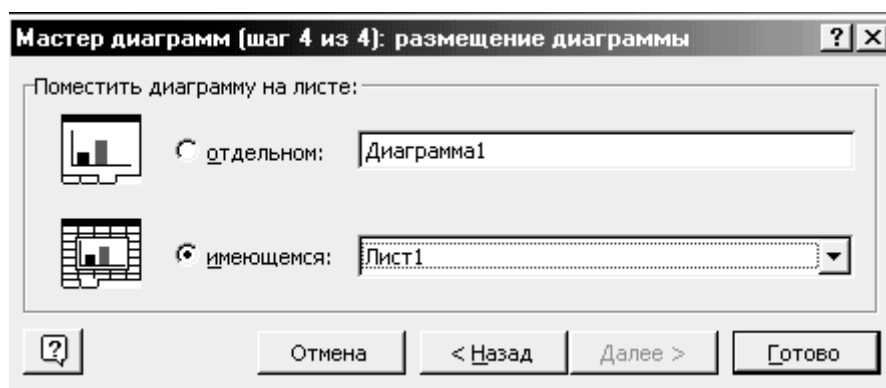 Мастер диаграмм (шаг 4 из 4): размещение диаграммы
Поместить диаграмму на листе:
отдельном: Диаграмма1
имеющемся: Лист1
Отмена < Назад Далее > Готово